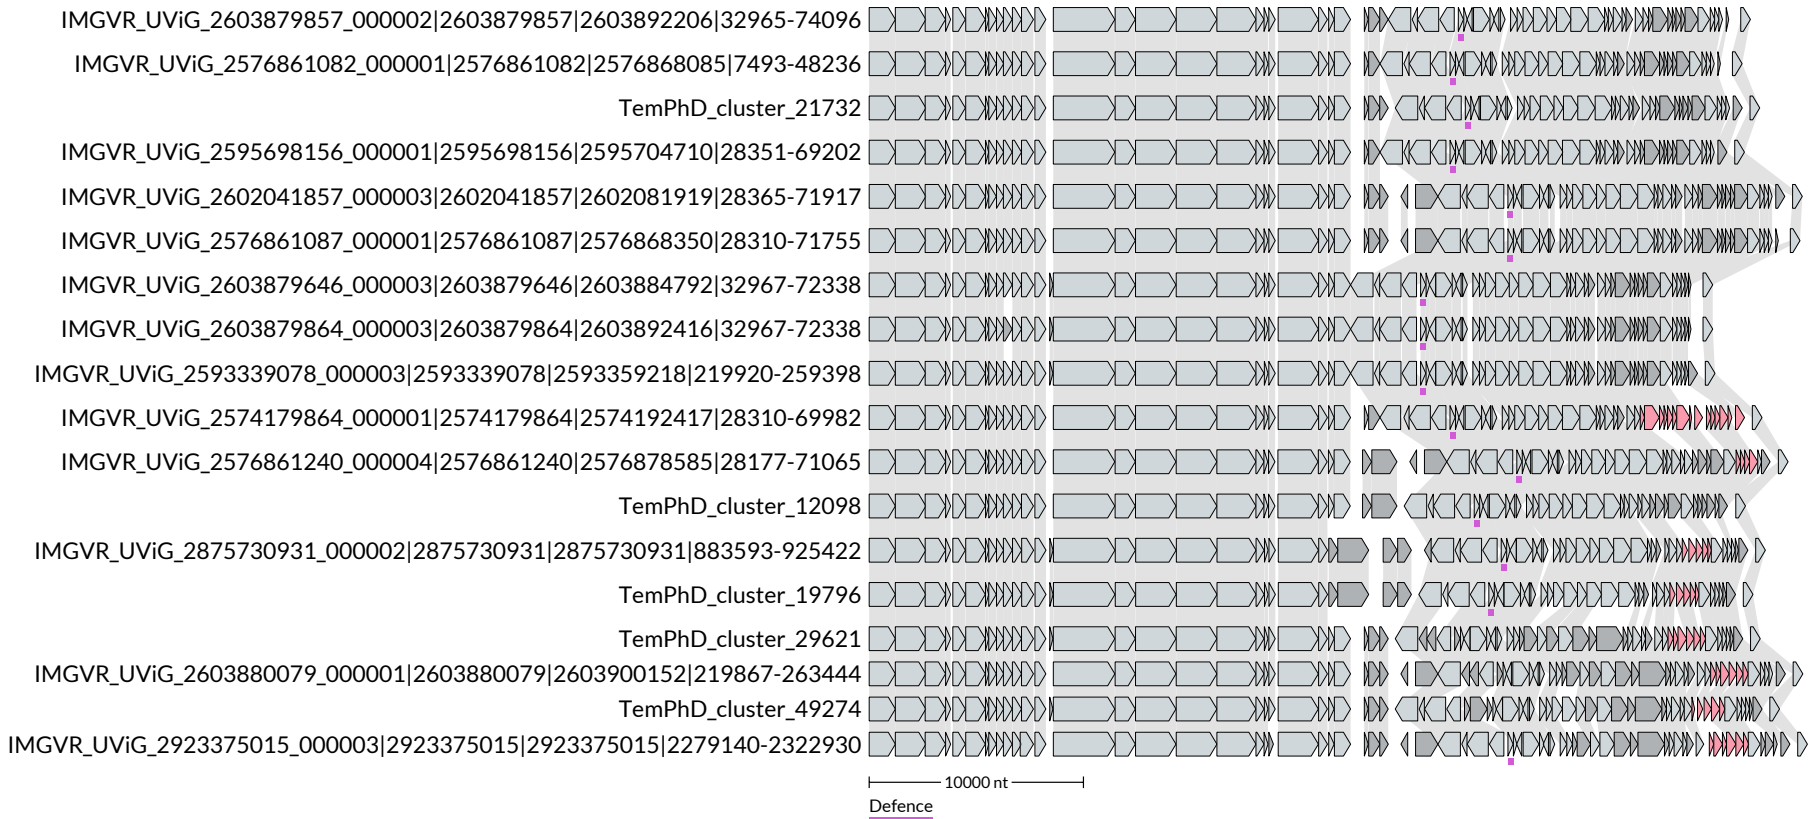 IMGVR_UViG_2603879857_000002|2603879857|2603892206|32965-74096
IMGVR_UViG_2576861082_000001|2576861082|2576868085|7493-48236
TemPhD_cluster_21732
IMGVR_UViG_2595698156_000001|2595698156|2595704710|28351-69202
IMGVR_UViG_2602041857_000003|2602041857|2602081919|28365-71917
IMGVR_UViG_2576861087_000001|2576861087|2576868350|28310-71755
IMGVR_UViG_2603879646_000003|2603879646|2603884792|32967-72338
IMGVR_UViG_2603879864_000003|2603879864|2603892416|32967-72338
IMGVR_UViG_2593339078_000003|2593339078|2593359218|219920-259398
IMGVR_UViG_2574179864_000001|2574179864|2574192417|28310-69982
IMGVR_UViG_2576861240_000004|2576861240|2576878585|28177-71065
TemPhD_cluster_12098
IMGVR_UViG_2875730931_000002|2875730931|2875730931|883593-925422
TemPhD_cluster_19796
TemPhD_cluster_29621
IMGVR_UViG_2603880079_000001|2603880079|2603900152|219867-263444
TemPhD_cluster_49274
IMGVR_UViG_2923375015_000003|2923375015|2923375015|2279140-2322930
10000 nt
Defence